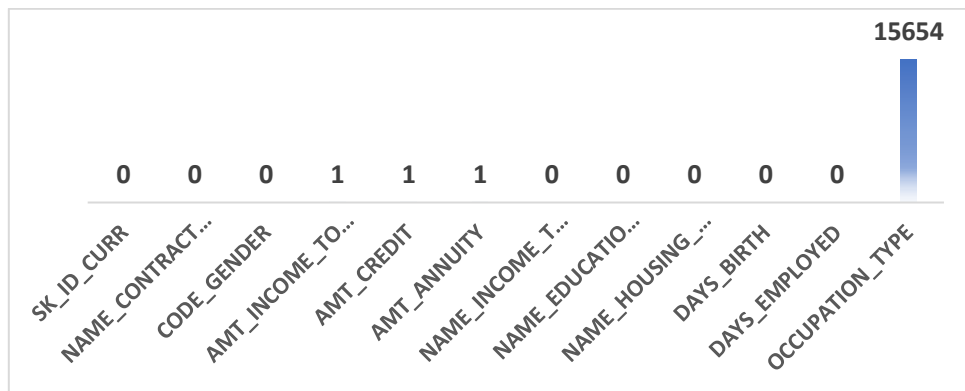 15654
0 0 0 1 1 1 0 0 0 0 0
SK_ID_CURR
NAME_CONTRACT...
CODE_GENDER
AMT_INCOME_TO...
AMT_CREDIT
AMT_ANNUITY
NAME_INCOME_T...
NAME_EDUCATIO...
NAME_HOUSING_...
DAYS_BIRTH
DAYS_EMPLOYED
OCCUPATION_TYPE